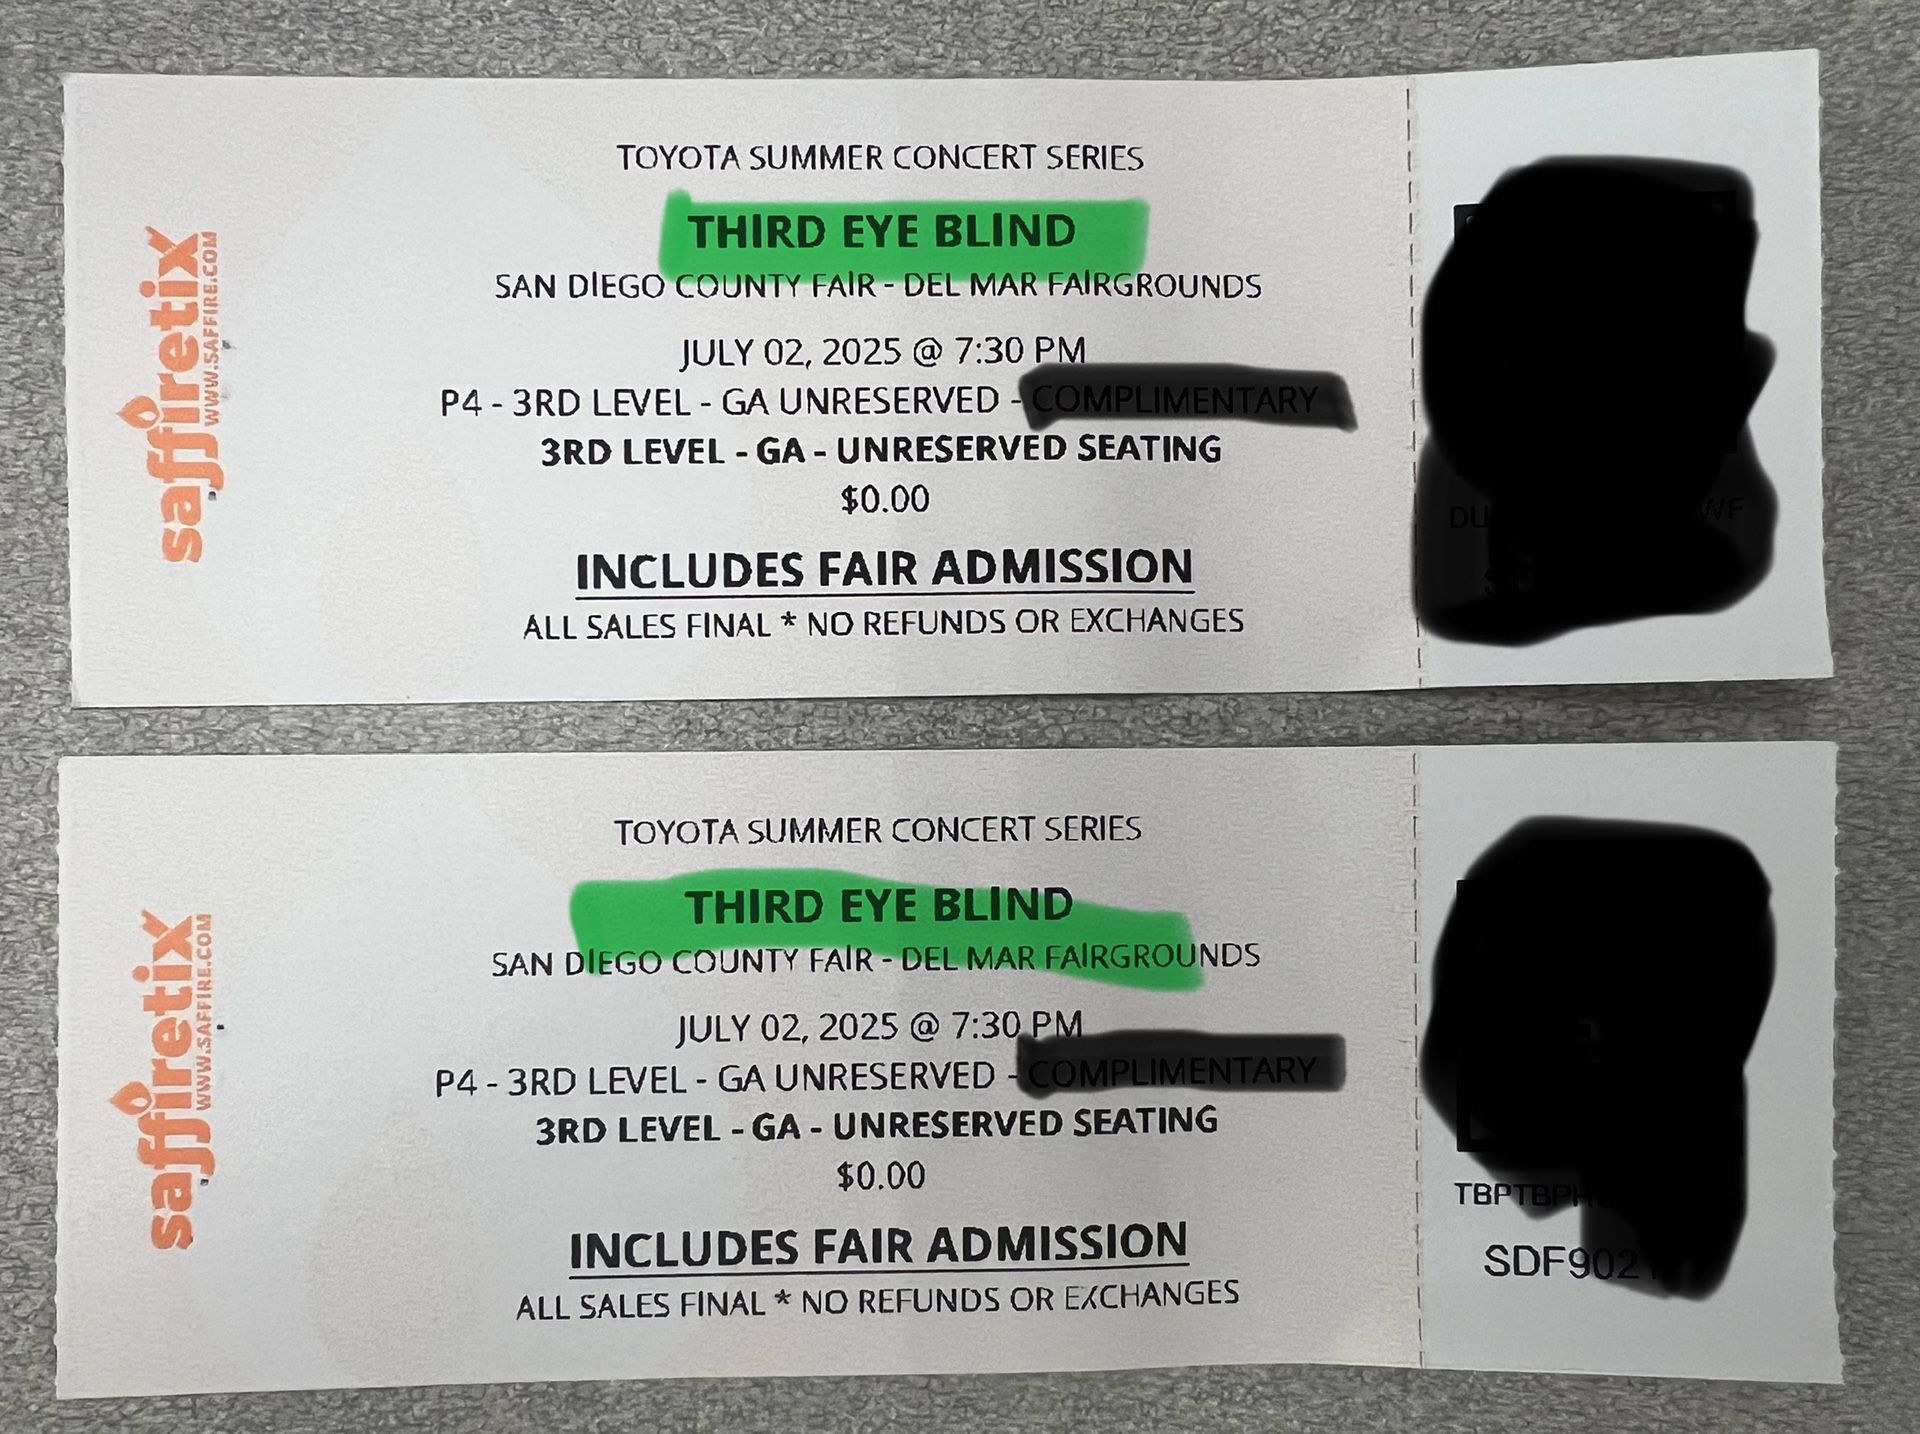 saffiretix
WWW.SAFFIRE.COM
TOYOTA SUMMER CONCERT SERIES
THIRD EYE BLIND
SAN DIEGO COUNTY FAIR - DEL MAR FAIRGROUNDS
JULY 02, 2025 @ 7:30 PM
P4 - 3RD LEVEL - GA UNRESERVED - COMPLIMENTARY
3RD LEVEL - GA - UNRESERVED SEATING
$0.00
INCLUDES FAIR ADMISSION
ALL SALES FINAL * NO REFUNDS OR EXCHANGES
saffiretix
WWW.SAFFIRE.COM
TOYOTA SUMMER CONCERT SERIES
THIRD EYE BLIND
SAN DIEGO COUNTY FAIR - DEL MAR FAIRGROUNDS
JULY 02, 2025 @ 7:30 PM
P4 - 3RD LEVEL - GA UNRESERVED - COMPLIMENTARY
3RD LEVEL - GA - UNRESERVED SEATING
$0.00
INCLUDES FAIR ADMISSION
ALL SALES FINAL * NO REFUNDS OR EXCHANGES